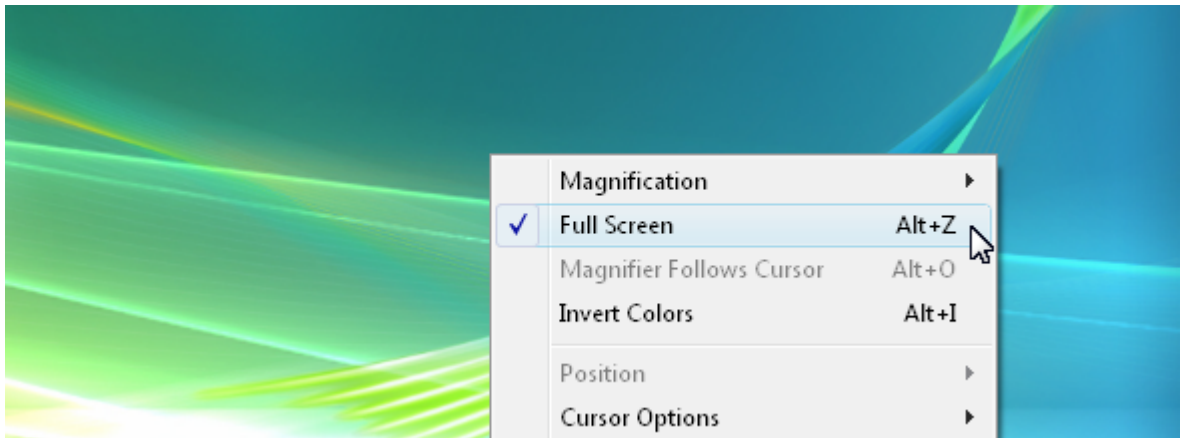 Magnification
Full Screen Alt+Z
Magnifier Follows Cursor Alt+O
Invert Colors Alt+I
Position
Cursor Options